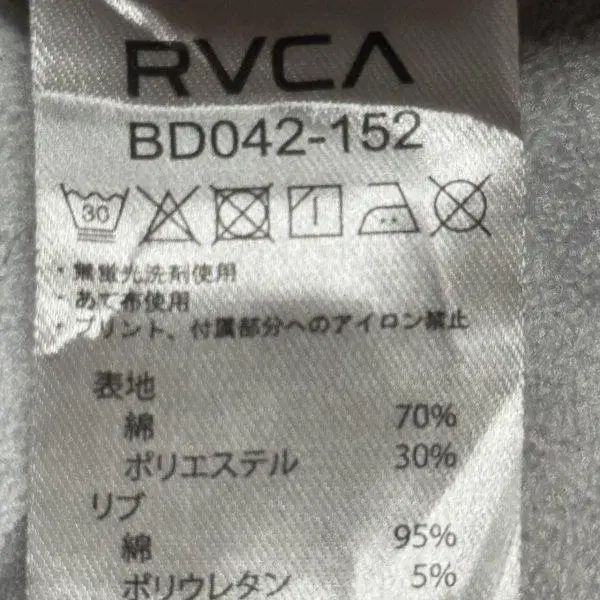 RVCA
BD042-152
30
・無蛍光洗剤使用
・あて布使用
・プリント、付属部分へのアイロン禁止
表地
綿 70%
ポリエステル 30%
リブ
綿 95%
ポリウレタン 5%